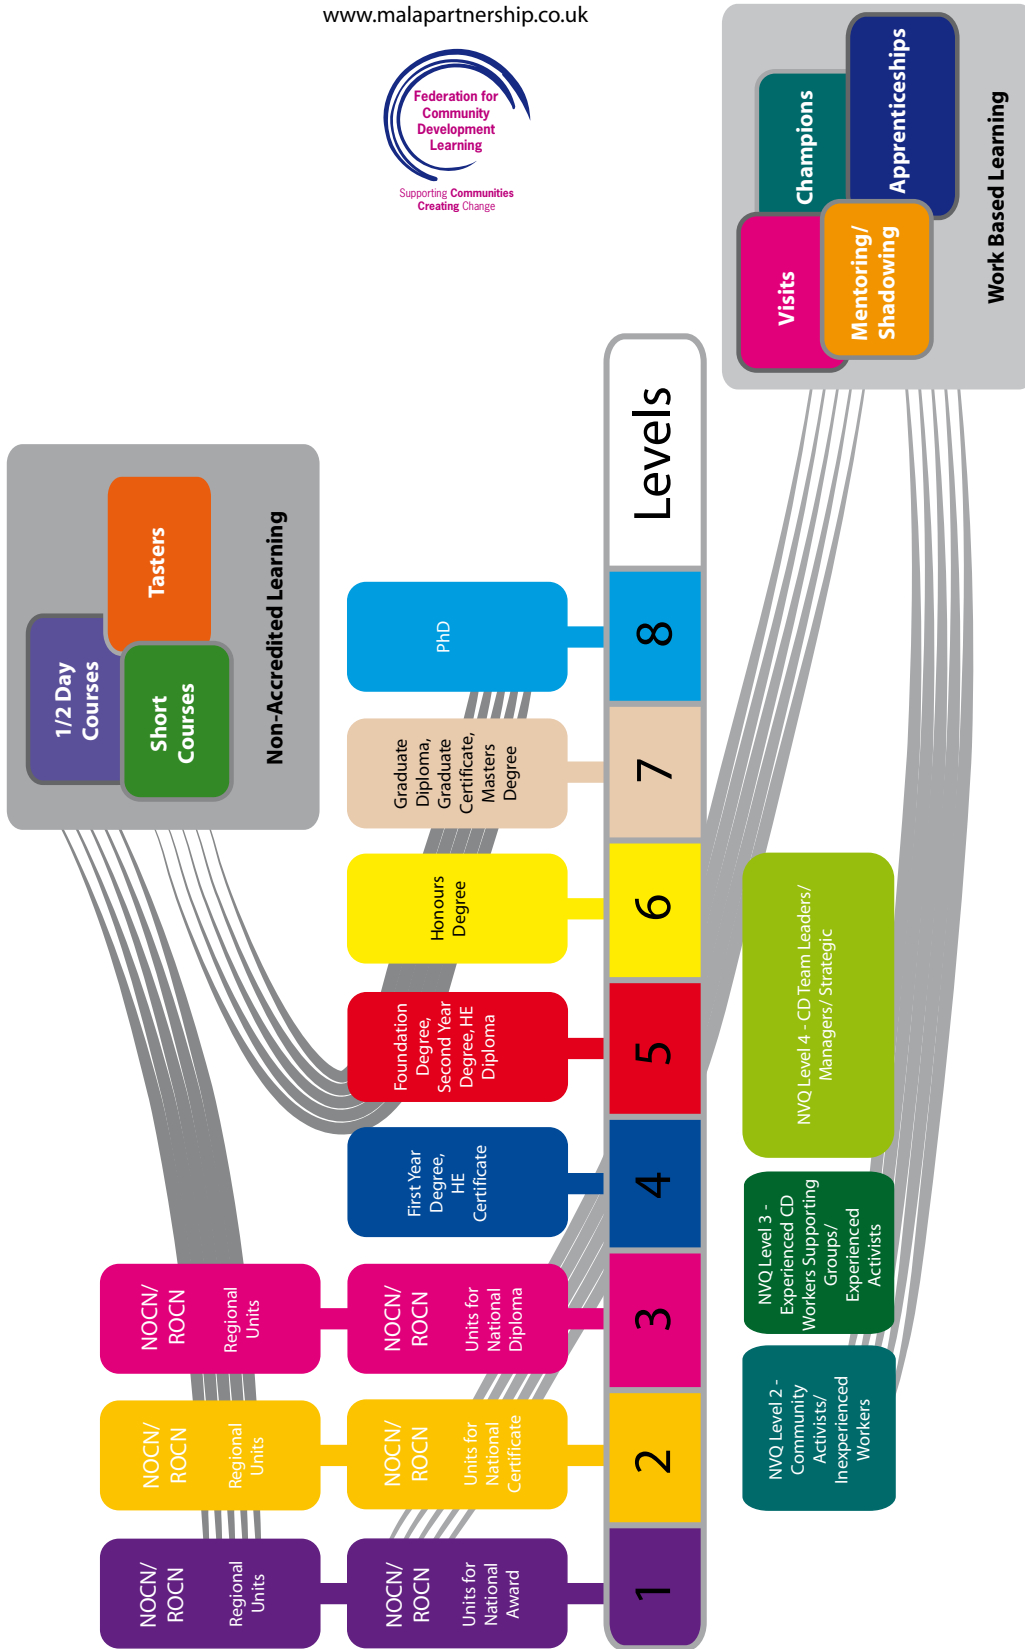 www.malapartnership.co.uk
Federation for
Community
Development
Learning
Supporting Communities
Creating Change
Visits
Champions
Mentoring/
Shadowing
Apprenticeships
Work Based Learning
1/2 Day
Courses
Tasters
Short
Courses
Non-Accredited Learning
NOCN/
ROCN
Regional
Units
NOCN/
ROCN
Regional
Units
NOCN/
ROCN
Regional
Units
NOCN/
ROCN
Units for
National
Award
NOCN/
ROCN
Units for
National
Certificate
NOCN/
ROCN
Units for
National
Diploma
First Year
Degree,
HE
Certificate
Foundation
Degree,
Second Year
Degree, HE
Diploma
Honours
Degree
Graduate
Diploma,
Graduate
Certificate,
Masters
Degree
PhD
1
2
3
4
5
6
7
8
Levels
NVQ Level 2 -
Community
Activists/
Inexperienced
Workers
NVQ Level 3 -
Experienced CD
Workers Supporting
Groups/
Experienced
Activists
NVQ Level 4 - CD Team Leaders/
Managers/ Strategic